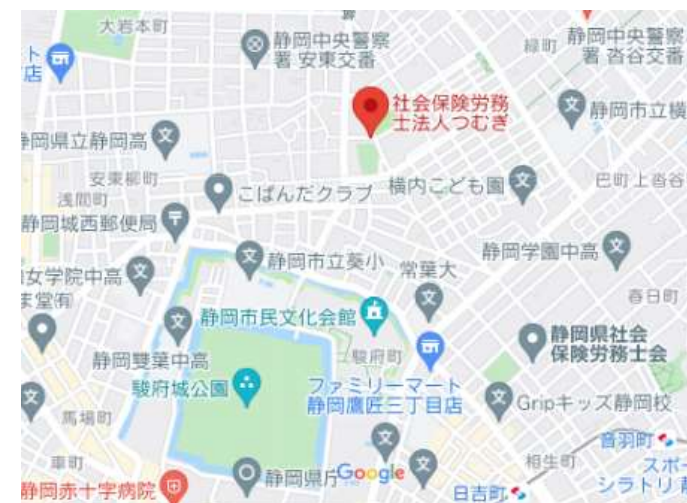 大岩本町
静岡中央警察
署 安東交番
緑町
静岡中央警察
署 沓谷交番
ト
店
社会保険労務
士法人つむぎ
静岡市立横
静岡県立静岡高
安東柳町
浅間町
こばんだクラブ
横内こども園
巴町
上沓谷
静岡城西郵便局
静岡市立葵小
常葉大
静岡学園中高
女学院中高
ま堂㈲
春日町
静岡市民文化会館
静岡県社会
保険労務士会
静岡雙葉中高
駿府町
駿府城公園
ファミリーマート
静岡鷹匠三丁目店
Gripキッズ静岡校
馬場町
音羽町
車町
静岡県庁
Google
相生町
スポー
シラトリ
静岡赤十字病院
日吉町